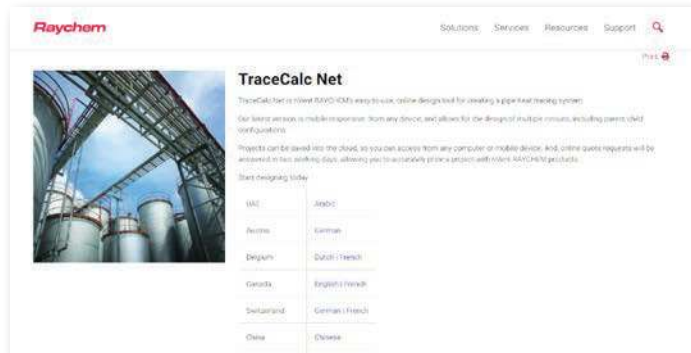 Raychem
Solutions Services Resources Support
Print
TraceCalc Net
TraceCalc Net is nVent RAYCHEM's easy-to-use, online design tool for creating a pipe heat tracing system.
Our latest version is mobile-responsive from any device, and allows for the design of multiple circuits, including parent child
configurations.
Projects can be saved into the cloud, so you can access from any computer or mobile device. And, online quote requests will be
answered in two working days, allowing you to accurately price a project with nVent RAYCHEM products.
Start designing today
UAE Arabic
Austria German
Belgium Dutch | French
Canada English | French
Switzerland German | French
China Chinese